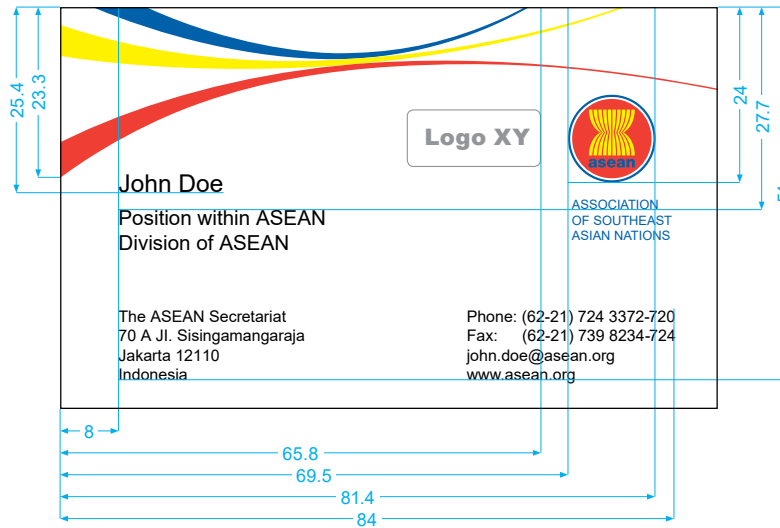 25.4
23.3
24
27.7
Logo XY
asean
John Doe
ASSOCIATION
OF SOUTHEAST
ASIAN NATIONS
Position within ASEAN
Division of ASEAN
The ASEAN Secretariat
70 A JI. Sisingamangaraja
Jakarta 12110
Indonesia
Phone: (62-21) 724 3372-720
Fax: (62-21) 739 8234-724
john.doe@asean.org
www.asean.org
8
65.8
69.5
81.4
84